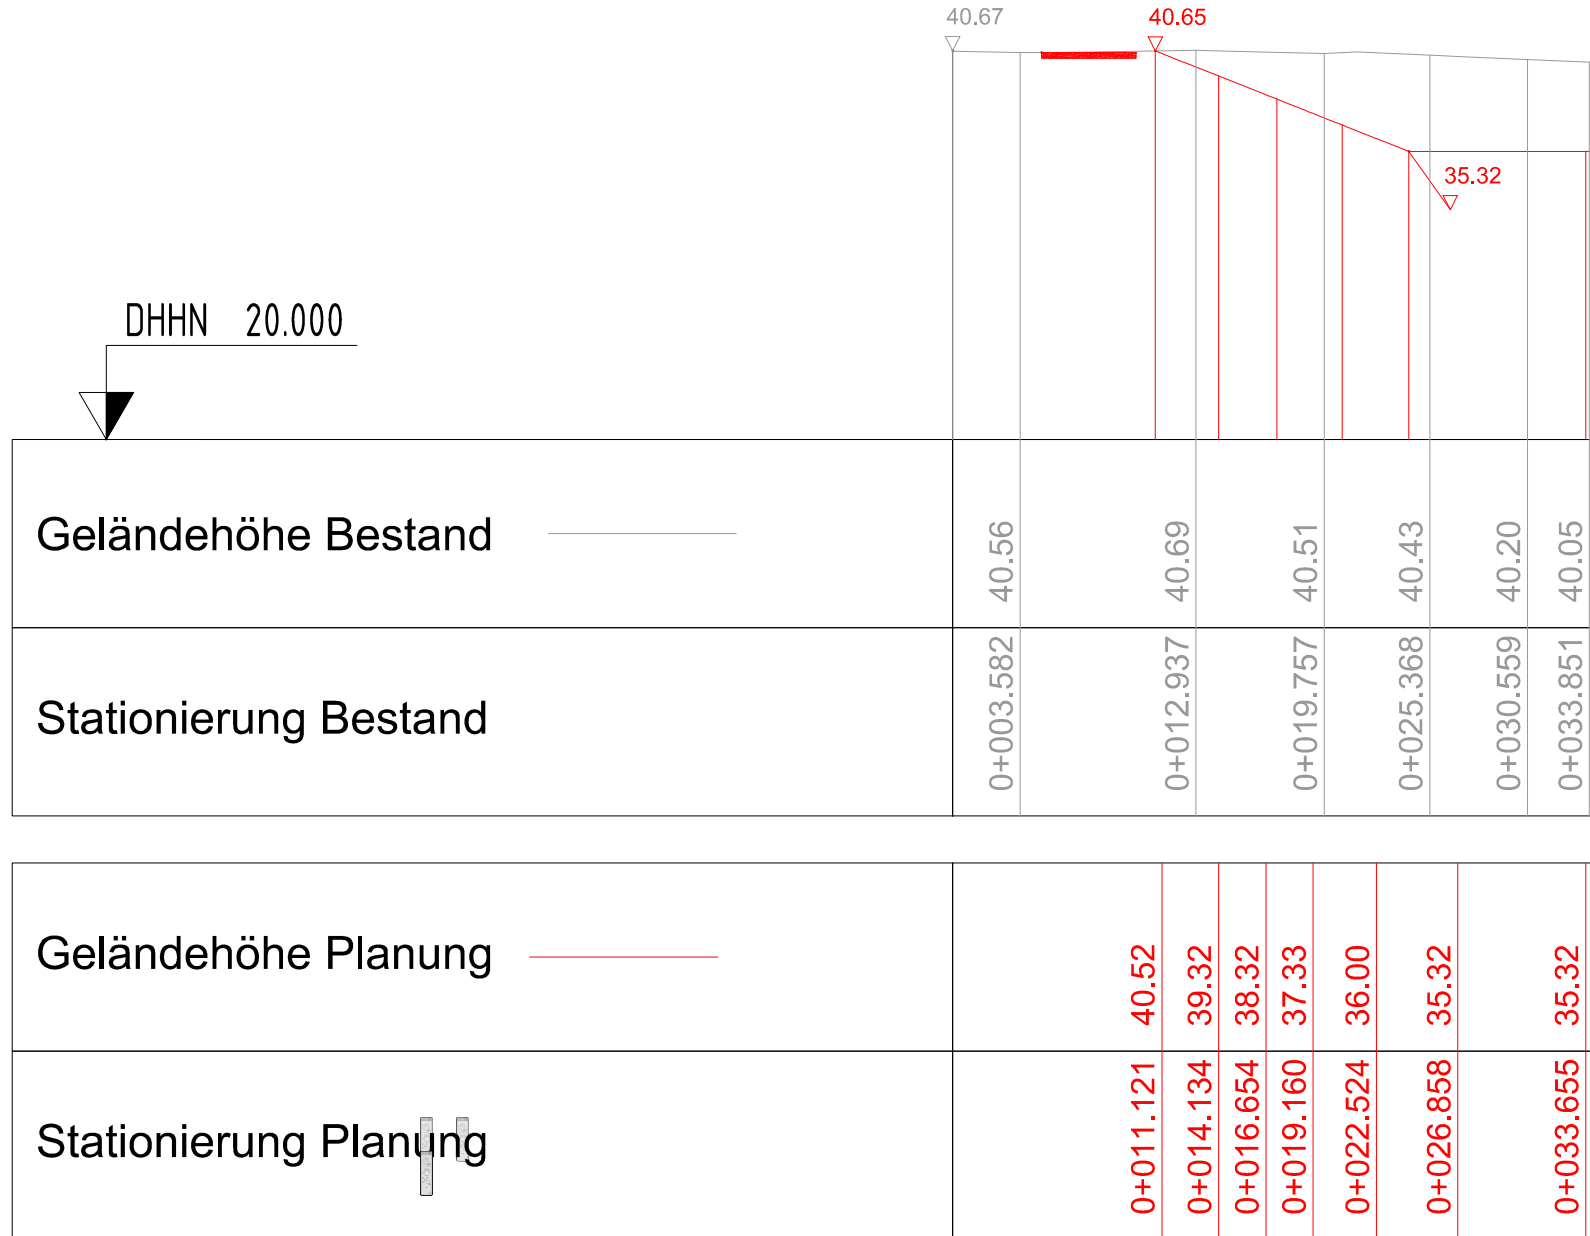 40.67 40.65
35.32
DHHN 20.000
Geländehöhe Bestand 40.56 40.69 40.51 40.43 40.20 40.05
Stationierung Bestand 0+003.582 0+012.937 0+019.757 0+025.368 0+030.559 0+033.851
Geländehöhe Planung 40.52 39.32 38.32 37.33 36.00 35.32 35.32
Stationierung Planung 0+011.121 0+014.134 0+016.654 0+019.160 0+022.524 0+026.858 0+033.655